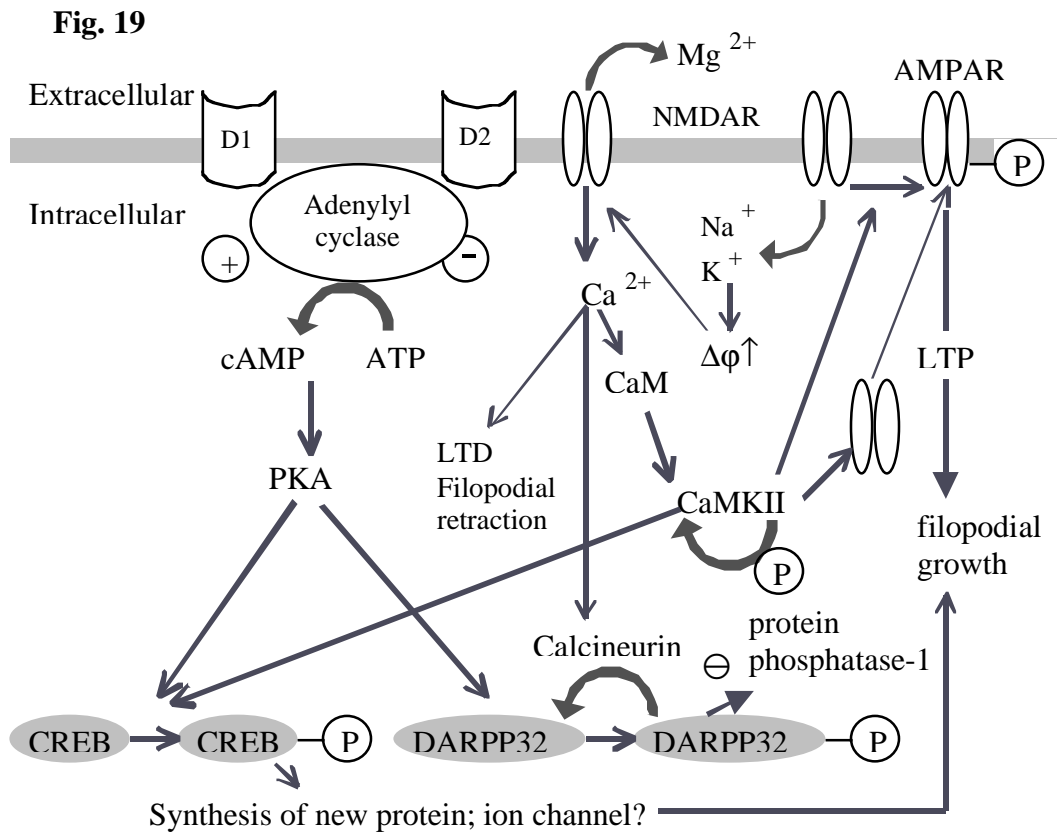 Fig. 19
Mg 2+
AMPAR
Extracellular
NMDAR
D1
D2
P
Intracellular
Adenylyl
cyclase
Na +
K +
+
-
Ca 2+
cAMP
ATP
Δφ↑
LTP
CaM
LTD
Filopodial
retraction
PKA
CaMKII
filopodial
growth
P
protein
phosphatase-1
Calcineurin
⊖
CREB
CREB
P
DARPP32
DARPP32
P
Synthesis of new protein; ion channel?